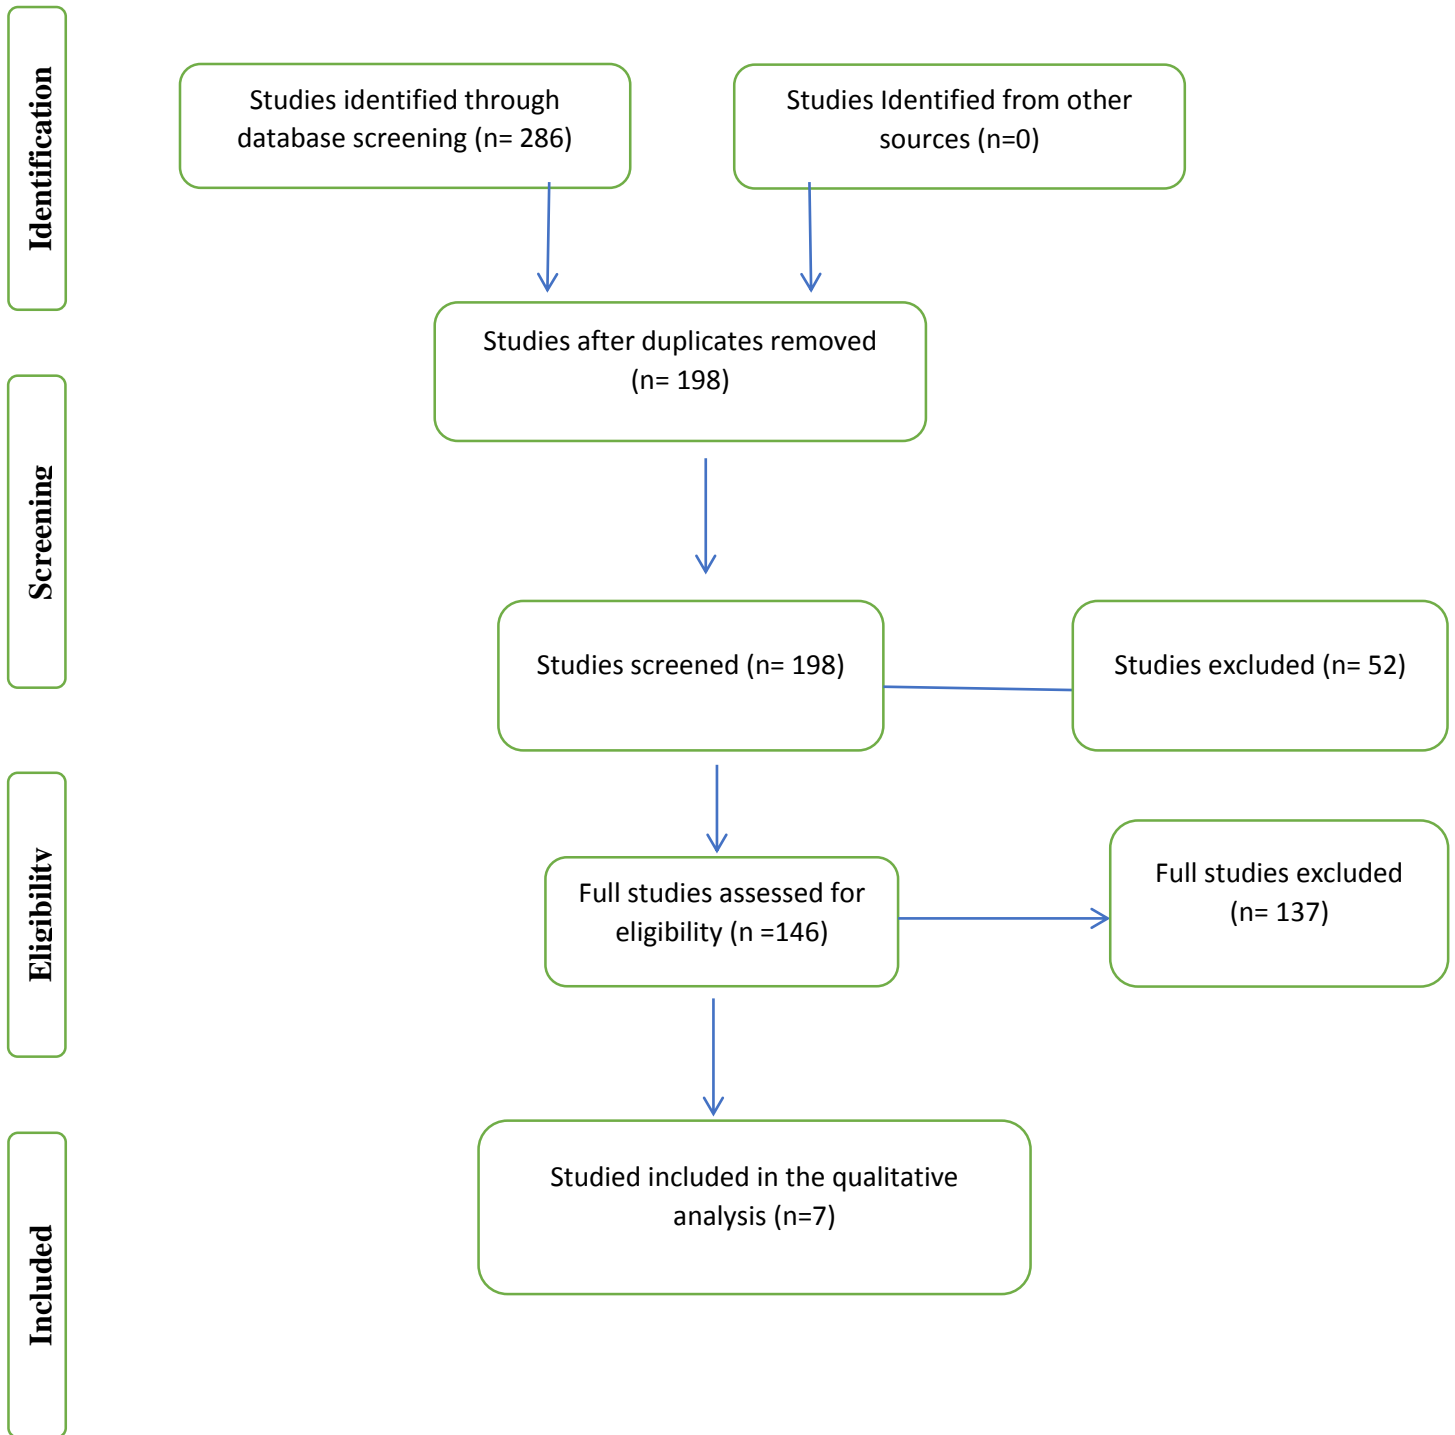 Identification
Studies identified through
database screening (n= 286)
Studies Identified from other
sources (n=0)
Studies after duplicates removed
(n= 198)
Screening
Studies screened (n= 198)
Studies excluded (n= 52)
Eligibility
Full studies assessed for
eligibility (n =146)
Full studies excluded
(n= 137)
Included
Studied included in the qualitative
analysis (n=7)